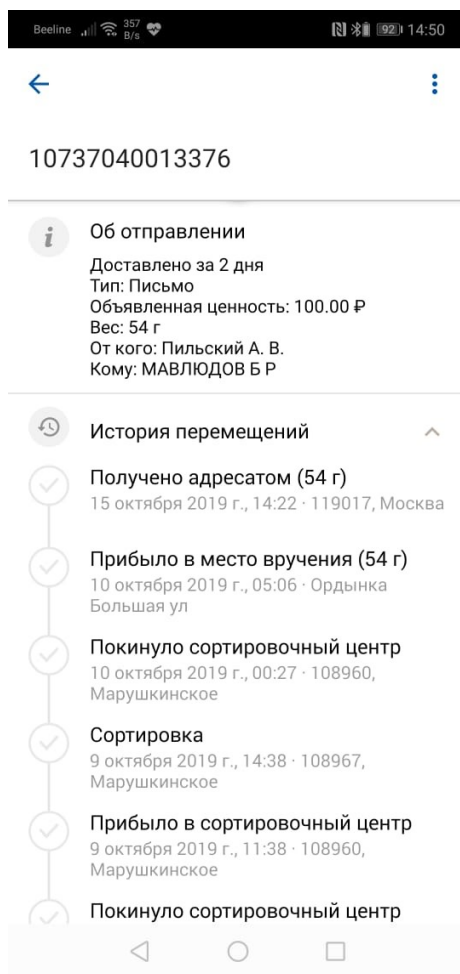 Beeline 357 B/s 92 14:50
10737040013376
Об отправлении
Доставлено за 2 дня
Тип: Письмо
Объявленная ценность: 100.00 ₽
Вес: 54 г
От кого: Пильский А. В.
Кому: МАВЛЮДОВ Б Р
История перемещений
Получено адресатом (54 г)
15 октября 2019 г., 14:22 · 119017, Москва
Прибыло в место вручения (54 г)
10 октября 2019 г., 05:06 · Ордынка
Большая ул
Покинуло сортировочный центр
10 октября 2019 г., 00:27 · 108960,
Марушкинское
Сортировка
9 октября 2019 г., 14:38 · 108967,
Марушкинское
Прибыло в сортировочный центр
9 октября 2019 г., 11:38 · 108960,
Марушкинское
Покинуло сортировочный центр